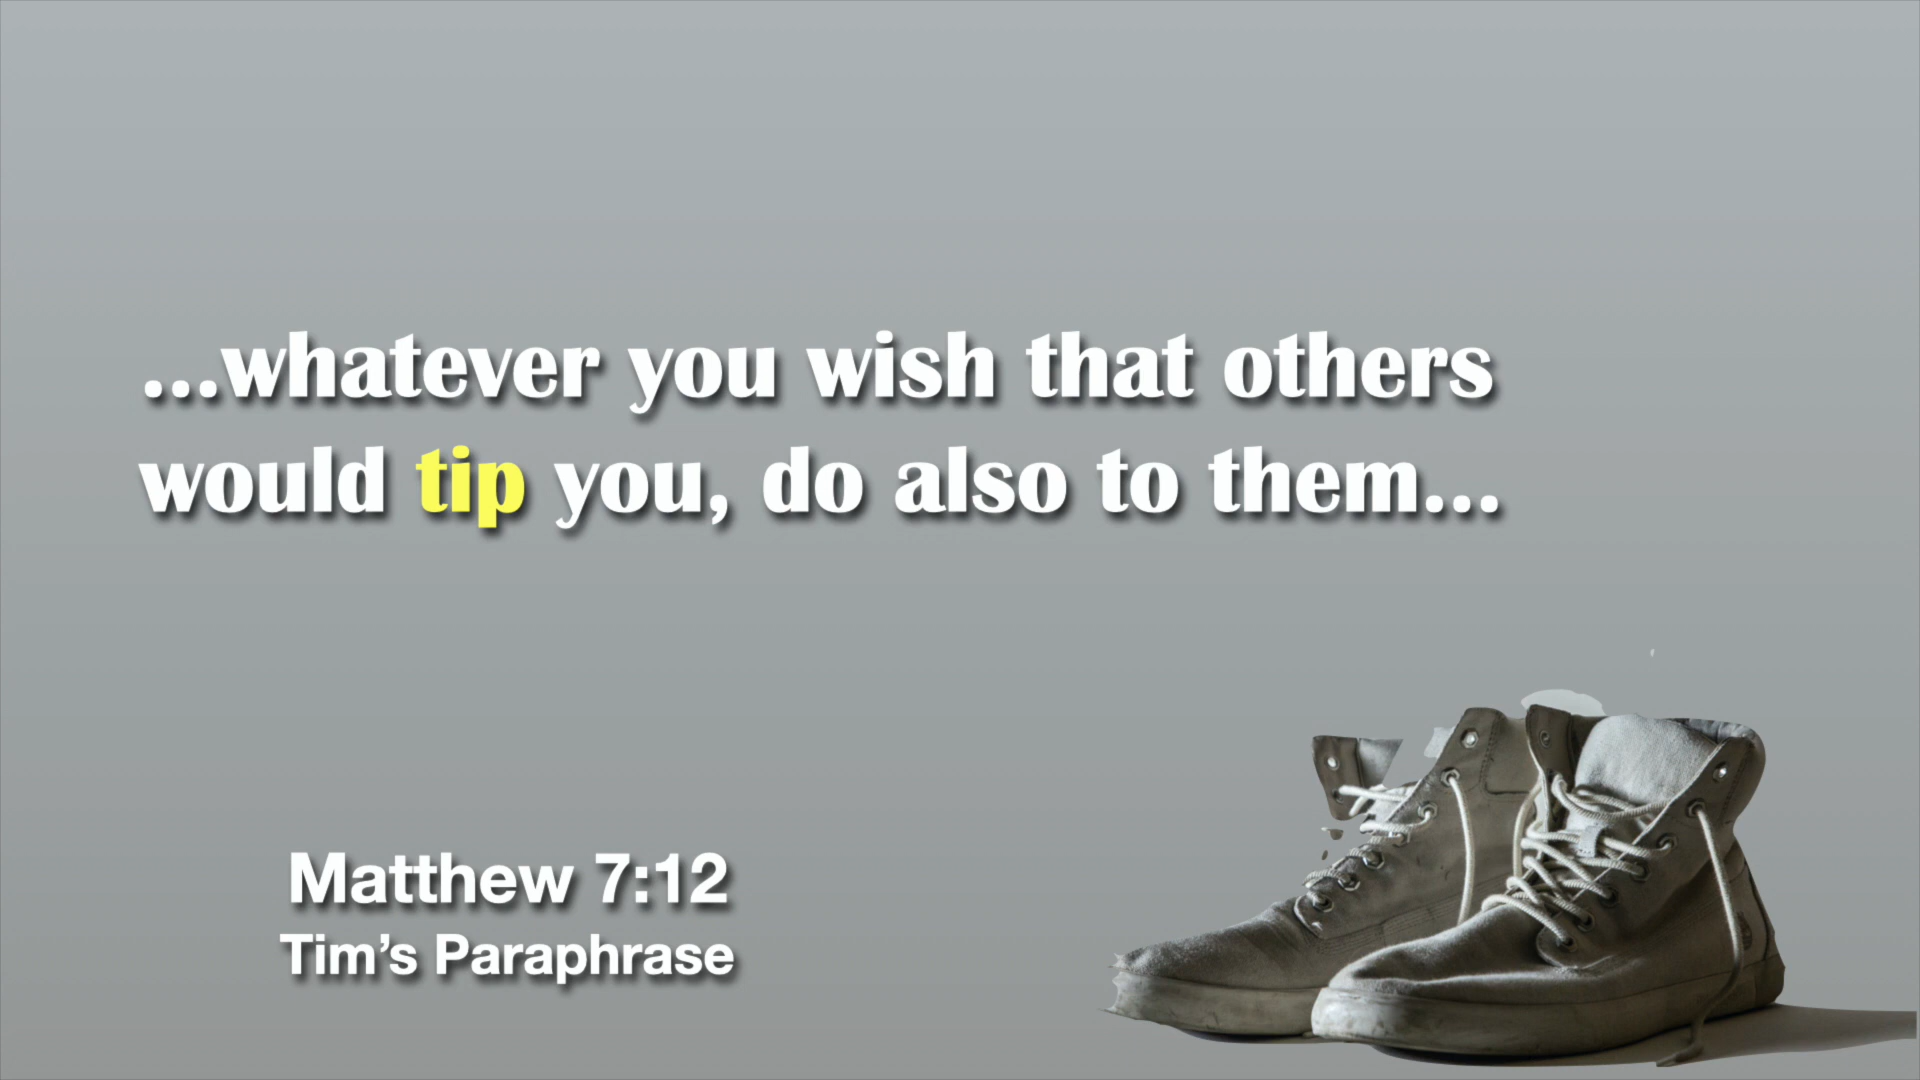 ...whatever you wish that others
would tip you, do also to them...
Matthew 7:12
Tim’s Paraphrase